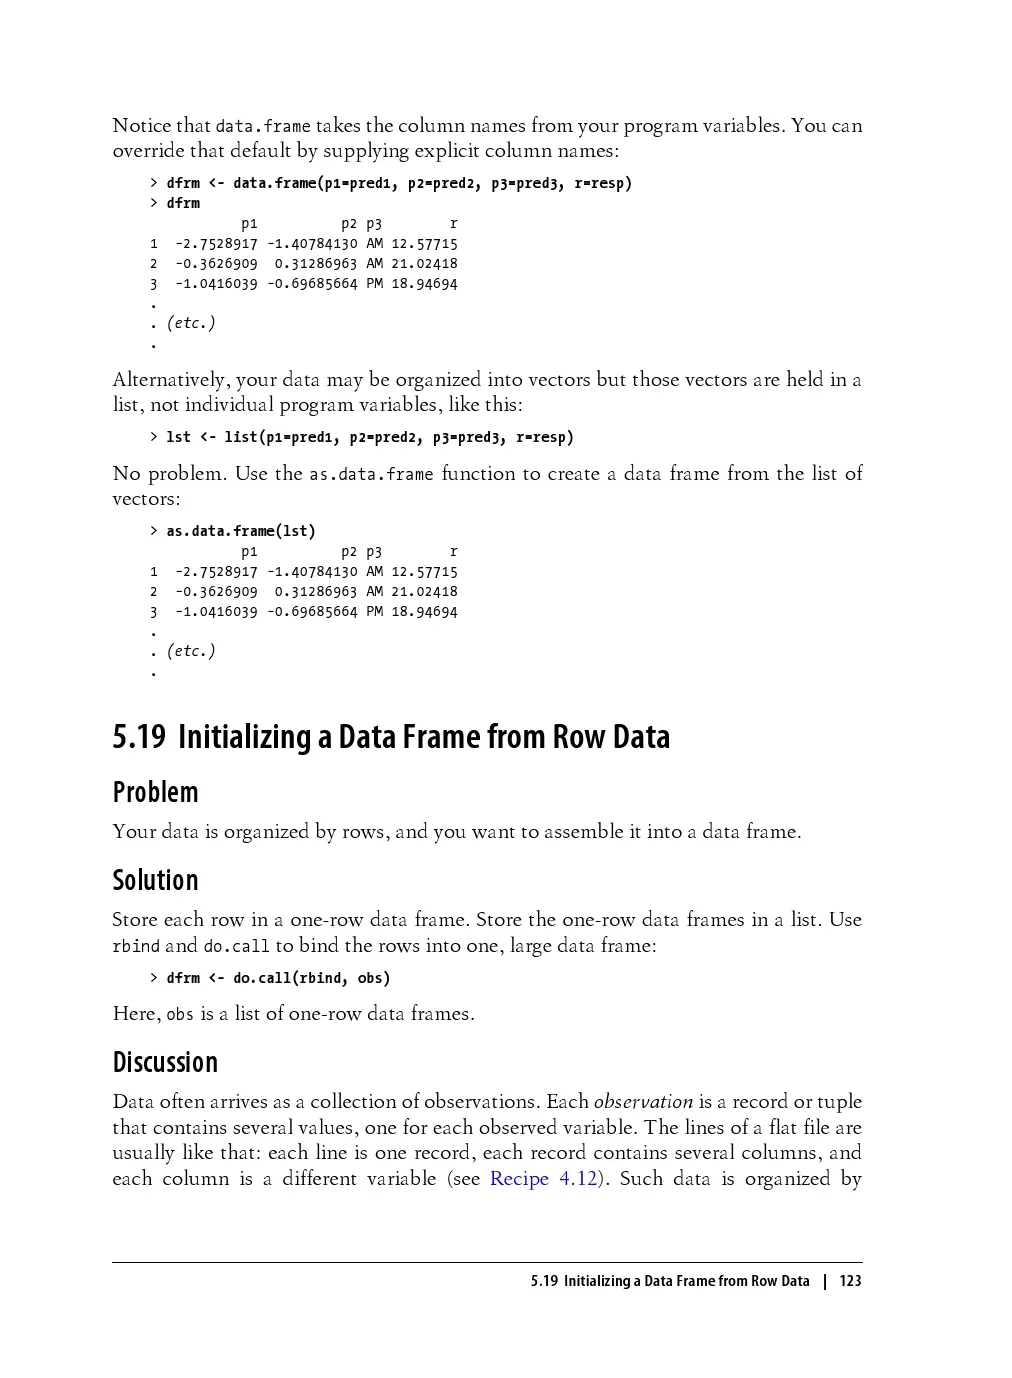 Notice that data.frame takes the column names from your program variables. You can
override that default by supplying explicit column names:
> dfrm <- data.frame(p1=pred1, p2=pred2, p3=pred3, r=resp)
> dfrm
           p1          p2 p3        r
1  -2.7528917 -1.40784130 AM 12.57715
2  -0.3626909  0.31286963 AM 21.02418
3  -1.0416039 -0.69685664 PM 18.94694
.
. (etc.)
.
Alternatively, your data may be organized into vectors but those vectors are held in a
list, not individual program variables, like this:
> lst <- list(p1=pred1, p2=pred2, p3=pred3, r=resp)
No problem. Use the as.data.frame function to create a data frame from the list of
vectors:
> as.data.frame(lst)
           p1          p2 p3        r
1  -2.7528917 -1.40784130 AM 12.57715
2  -0.3626909  0.31286963 AM 21.02418
3  -1.0416039 -0.69685664 PM 18.94694
.
. (etc.)
.
5.19 Initializing a Data Frame from Row Data
Problem
Your data is organized by rows, and you want to assemble it into a data frame.
Solution
Store each row in a one-row data frame. Store the one-row data frames in a list. Use
rbind and do.call to bind the rows into one, large data frame:
> dfrm <- do.call(rbind, obs)
Here, obs is a list of one-row data frames.
Discussion
Data often arrives as a collection of observations. Each observation is a record or tuple
that contains several values, one for each observed variable. The lines of a flat file are
usually like that: each line is one record, each record contains several columns, and
each column is a different variable (see Recipe 4.12). Such data is organized by
5.19 Initializing a Data Frame from Row Data | 123